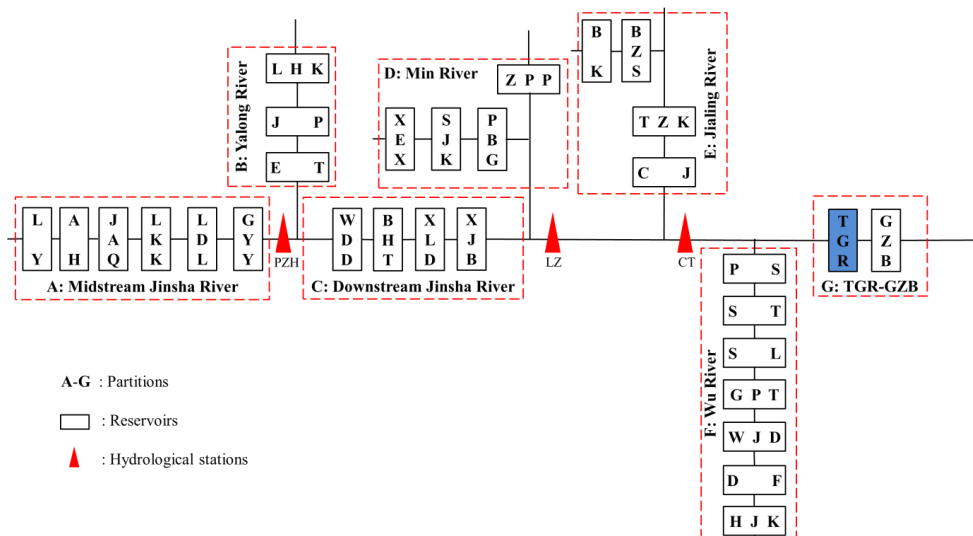 B: Yalong River
L H K
J P
E T
D: Min River
Z P P
X E X
S J K
P B G
B K
B Z S
T Z K
C J
E: Jialing River
L Y
A H
J A Q
L K K
L D L
G Y Y
A: Midstream Jinsha River
PZH
W D D
B H T
X L D
X J B
C: Downstream Jinsha River
LZ
CT
T G R
G Z B
G: TGR-GZB
F: Wu River
P S
S T
S L
G P T
W J D
D F
H J K
A-G : Partitions
: Reservoirs
: Hydrological stations